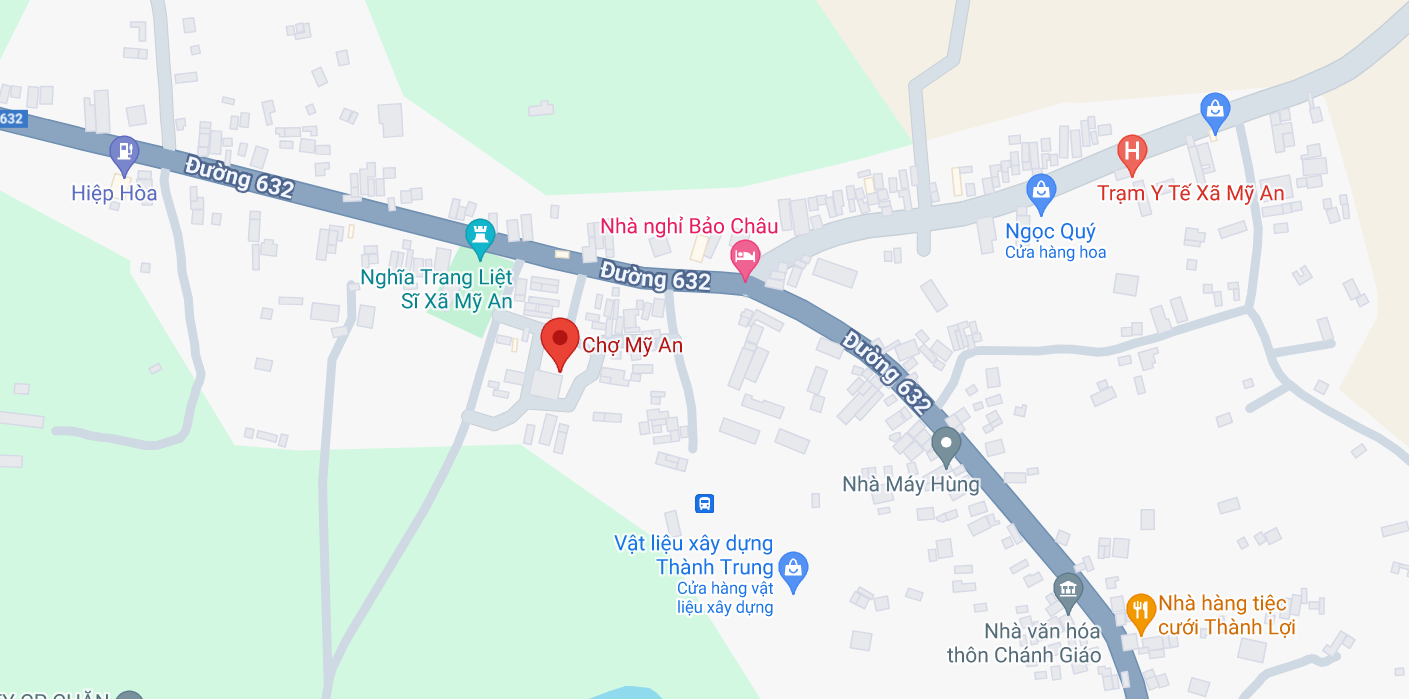 632
Hiệp Hòa
Đường 632
Nghĩa Trang Liệt
Sĩ Xã Mỹ An
Nhà nghỉ Bảo Châu
Đường 632
Chợ Mỹ An
H
Trạm Y Tế Xã Mỹ An
Ngọc Quý
Cửa hàng hoa
Đường 632
Nhà Máy Hùng
Vật liệu xây dựng
Thành Trung
Cửa hàng vật
liệu xây dựng
Nhà văn hóa
thôn Chánh Giáo
Nhà hàng tiệc
cưới Thành Lợi